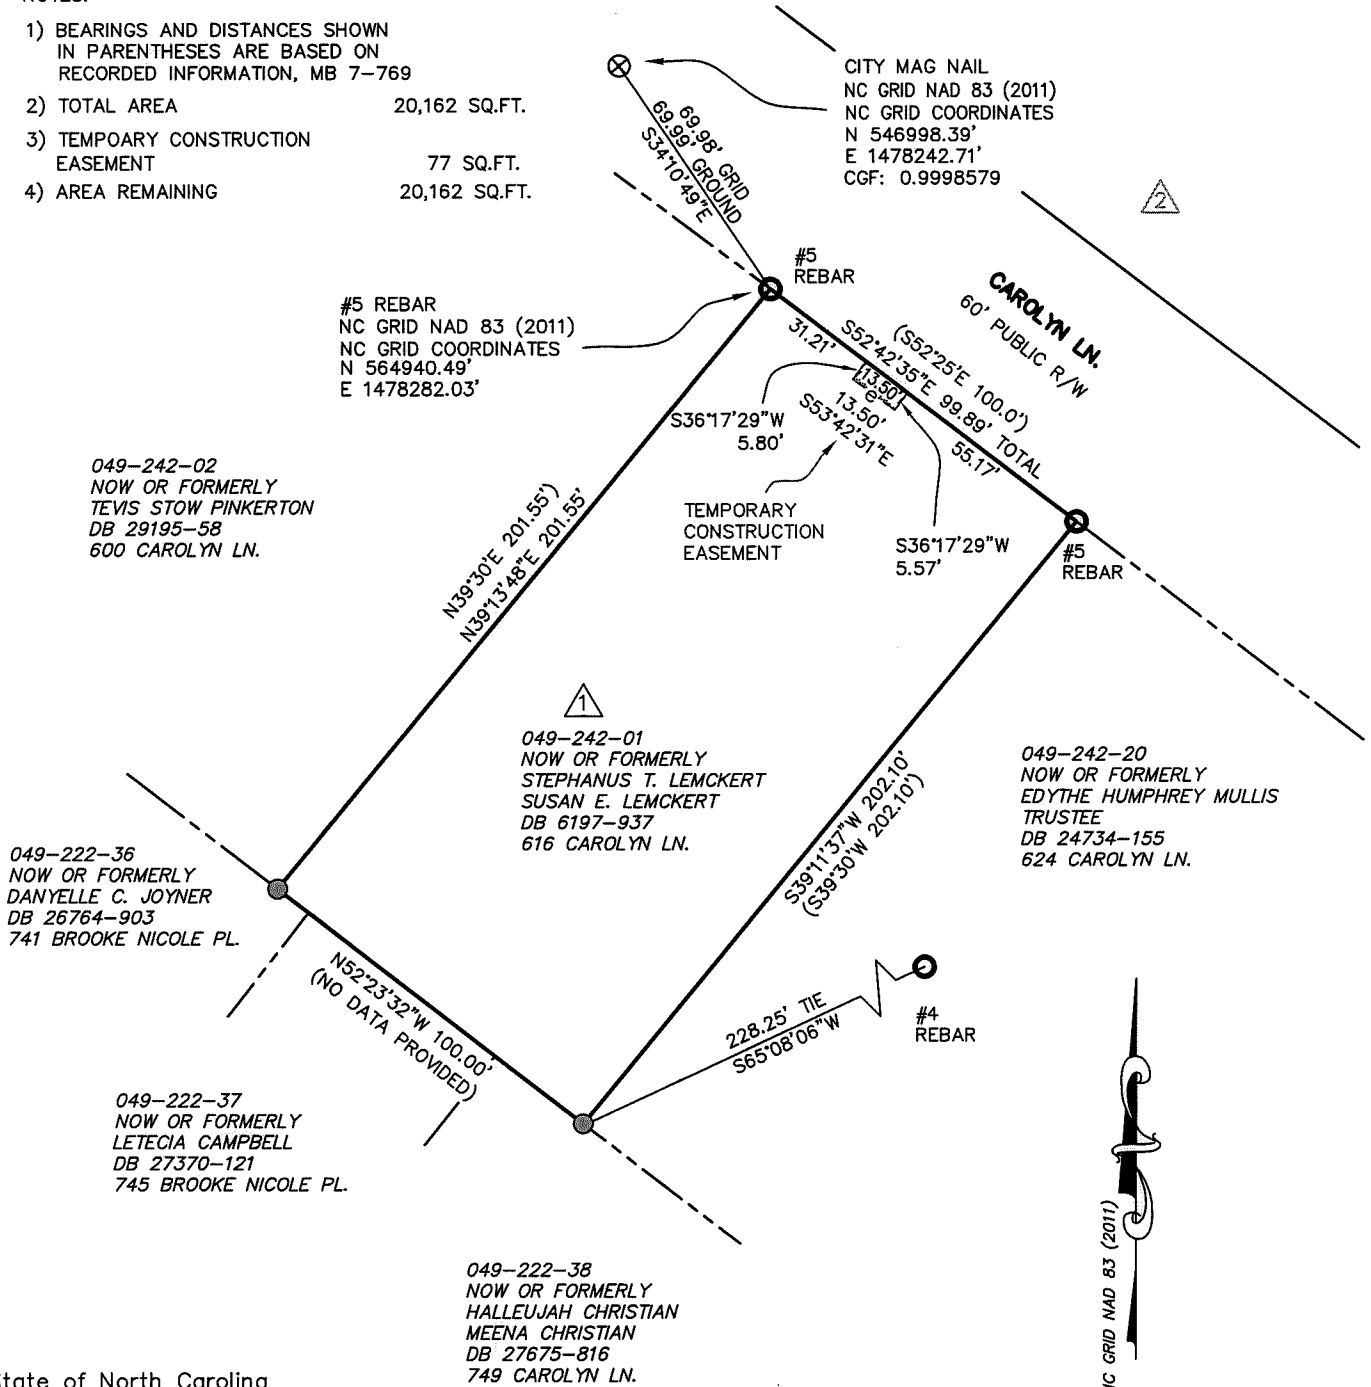 NOTES:
1) BEARINGS AND DISTANCES SHOWN
IN PARENTHESES ARE BASED ON
RECORDED INFORMATION, MB 7-769
2) TOTAL AREA 20,162 SQ.FT.
3) TEMPOARY CONSTRUCTION
EASEMENT 77 SQ.FT.
4) AREA REMAINING 20,162 SQ.FT.
CITY MAG NAIL
NC GRID NAD 83 (2011)
NC GRID COORDINATES
N 546998.39'
E 1478242.71'
CGF: 0.9998579
69.98' GRID
69.99' GROUND
S34°10'49"E
2
#5
REBAR
#5 REBAR
NC GRID NAD 83 (2011)
NC GRID COORDINATES
N 564940.49'
E 1478282.03'
CAROLYN LN.
60' PUBLIC R/W
(S52°25'E 100.0')
S52°42'35"E 99.89' TOTAL
31.21'
13.50'
e
13.50'
S53°42'31"E
55.17'
S36°17'29"W
5.80'
TEMPORARY
CONSTRUCTION
EASEMENT
S36°17'29"W
5.57'
#5
REBAR
049-242-02
NOW OR FORMERLY
TEVIS STOW PINKERTON
DB 29195-58
600 CAROLYN LN.
N39°30'E 201.55')
N39°13'48"E 201.55'
1
049-242-01
NOW OR FORMERLY
STEPHANUS T. LEMCKERT
SUSAN E. LEMCKERT
DB 6197-937
616 CAROLYN LN.
S39°11'37"W 202.10'
(S39°30'W 202.10')
049-242-20
NOW OR FORMERLY
EDYTHE HUMPHREY MULLIS
TRUSTEE
DB 24734-155
624 CAROLYN LN.
049-222-36
NOW OR FORMERLY
DANYELLE C. JOYNER
DB 26764-903
741 BROOKE NICOLE PL.
N52°23'32"W 100.00'
(NO DATA PROVIDED)
228.25' TIE
S65°08'06"W
#4
REBAR
049-222-37
NOW OR FORMERLY
LETECIA CAMPBELL
DB 27370-121
745 BROOKE NICOLE PL.
049-222-38
NOW OR FORMERLY
HALLEUJAH CHRISTIAN
MEENA CHRISTIAN
DB 27675-816
749 CAROLYN LN.
NC GRID NAD 83 (2011)
State of North Carolina